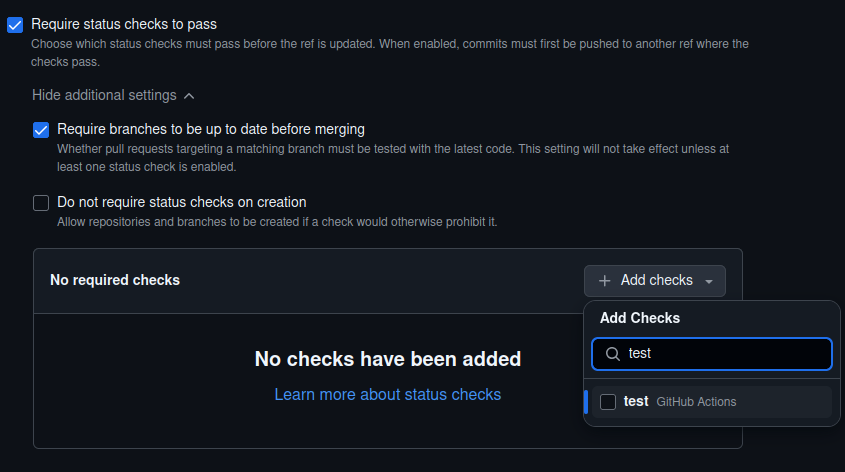 Require status checks to pass
Choose which status checks must pass before the ref is updated. When enabled, commits must first be pushed to another ref where the
checks pass.
Hide additional settings
Require branches to be up to date before merging
Whether pull requests targeting a matching branch must be tested with the latest code. This setting will not take effect unless at
least one status check is enabled.
Do not require status checks on creation
Allow repositories and branches to be created if a check would otherwise prohibit it.
No required checks
Add checks
Add Checks
test
test GitHub Actions
No checks have been added
Learn more about status checks